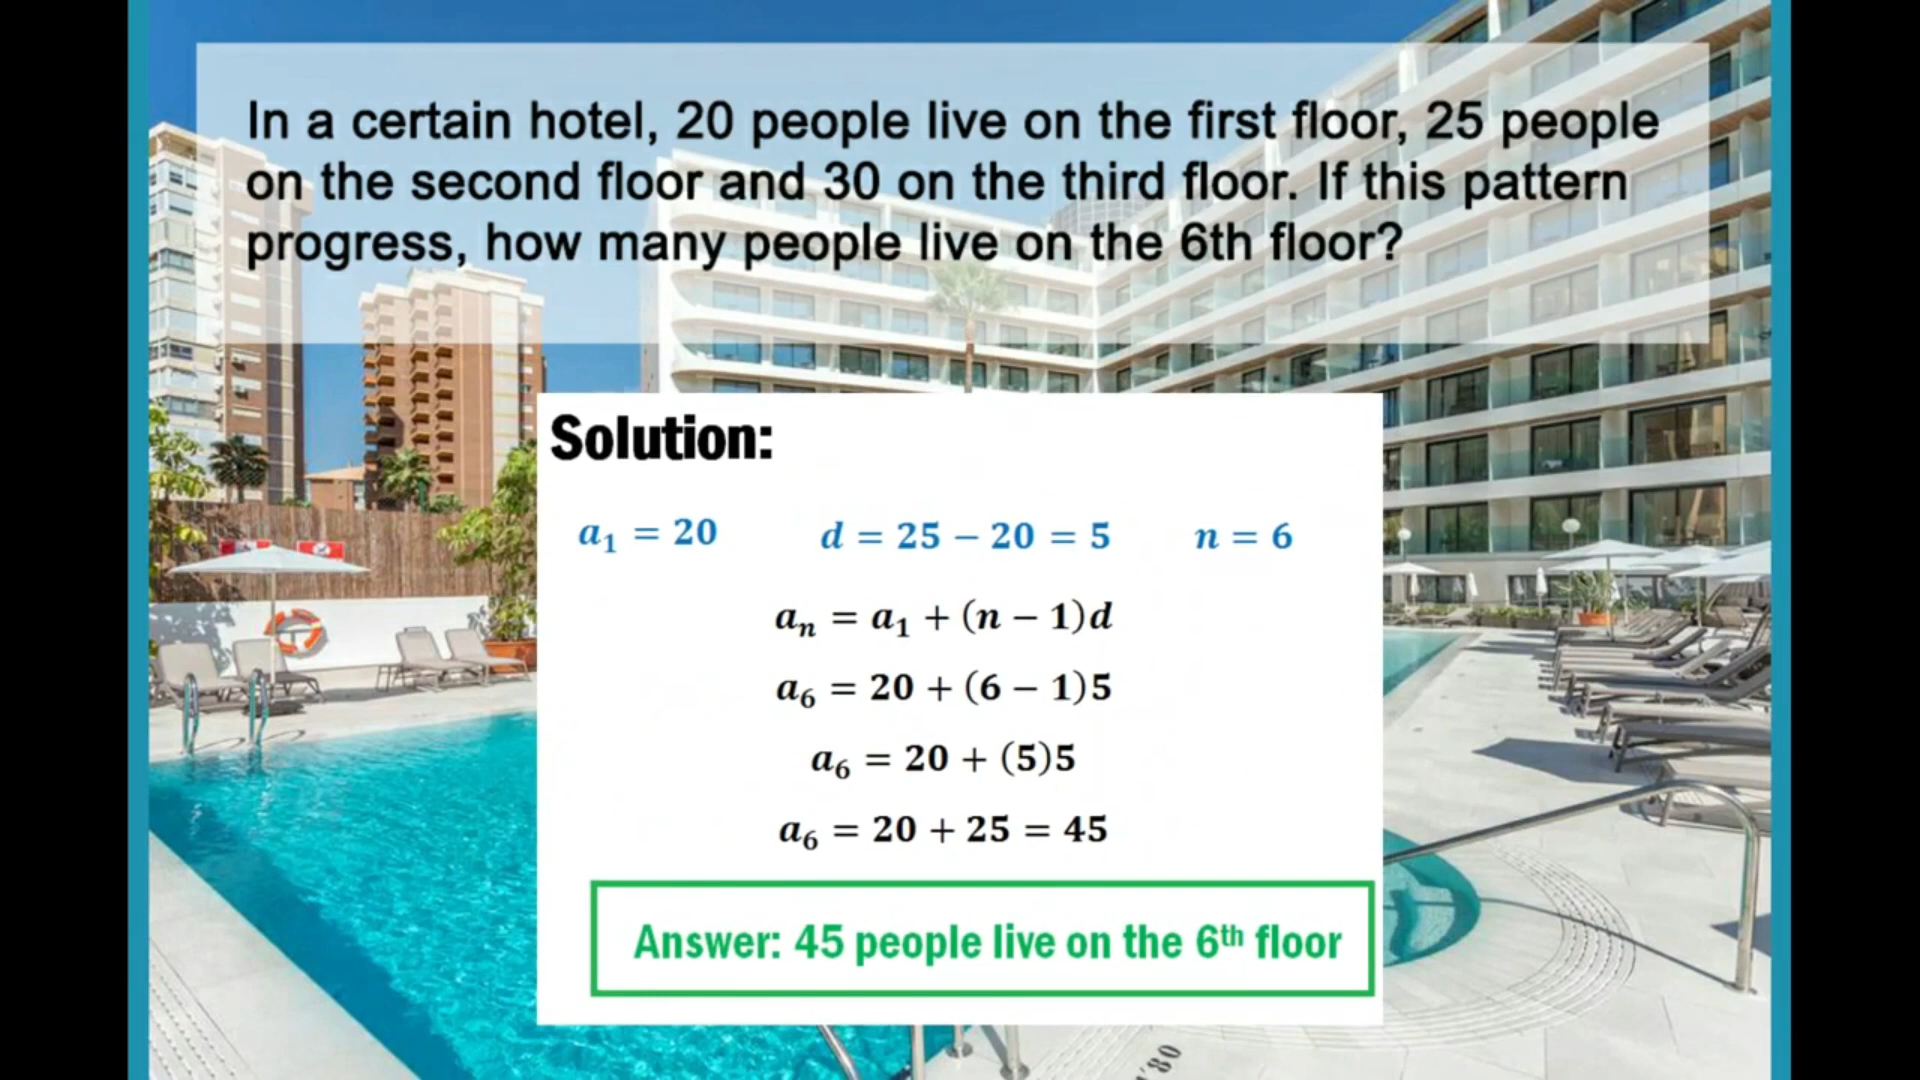 In a certain hotel, 20 people live on the first floor, 25 people
on the second floor and 30 on the third floor. If this pattern
progress, how many people live on the 6th floor?
Solution:
a₁ = 20 d = 25 − 20 = 5 n = 6
aₙ = a₁ + (n − 1)d
a₆ = 20 + (6 − 1)5
a₆ = 20 + (5)5
a₆ = 20 + 25 = 45
Answer: 45 people live on the 6th floor